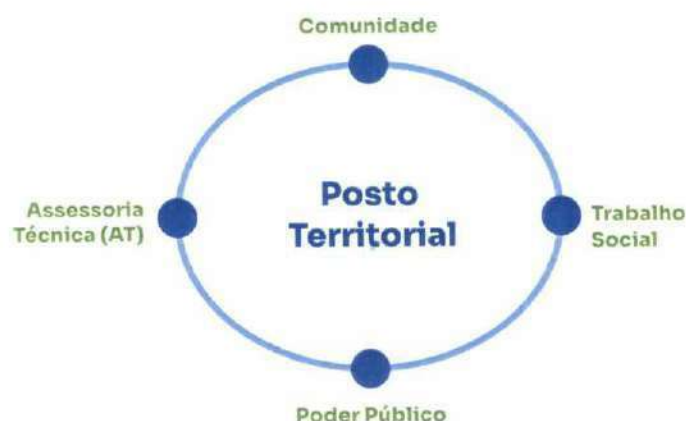 Comunidade
Posto
Territorial
Assessoria
Técnica (AT)
Trabalho
Social
Poder Público